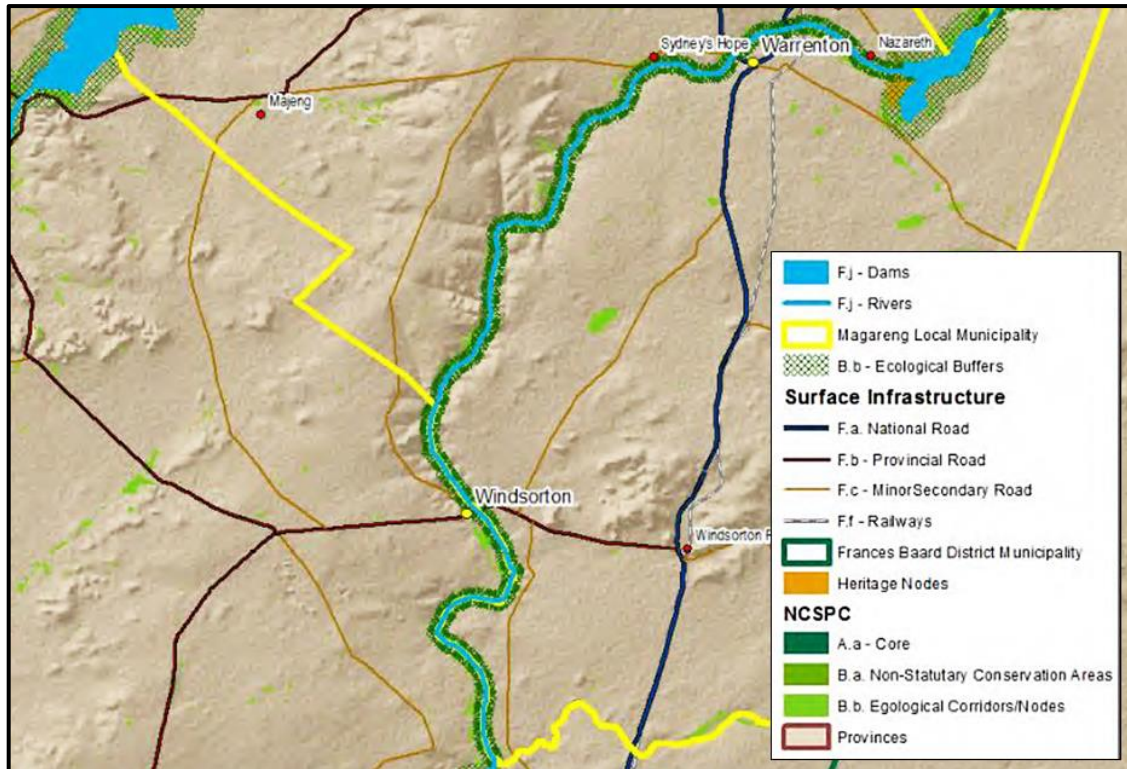 Sydney's Hope
Warrenton
Nazareth
Majeng
Windsorton
Windsorton R
F.j - Dams
F.j - Rivers
Magareng Local Municipality
B.b - Ecological Buffers
Surface Infrastructure
F.a. National Road
F.b - Provincial Road
F.c - MinorSecondary Road
F.f - Railways
Frances Baard District Municipality
Heritage Nodes
NCSPC
A.a - Core
B.a. Non-Statutary Conservation Areas
B.b. Egological Corridors/Nodes
Provinces